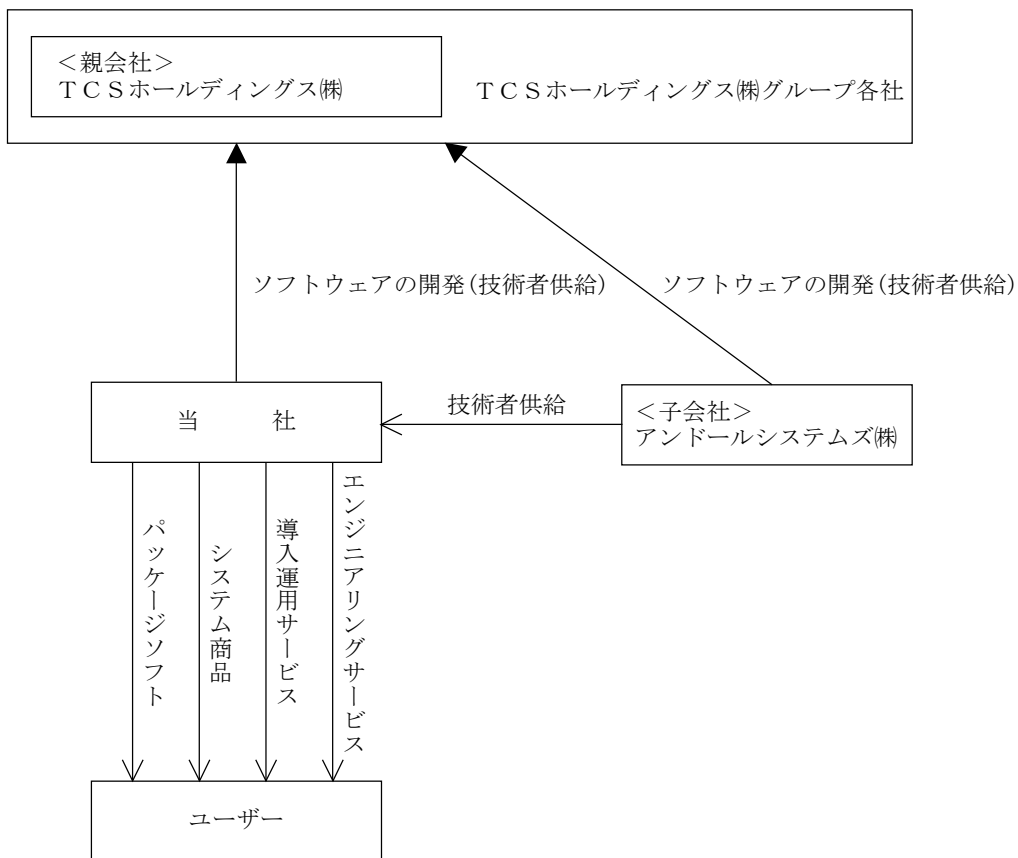 ＜親会社＞
ＴＣＳホールディングス㈱
ＴＣＳホールディングス㈱グループ各社
ソフトウェアの開発(技術者供給)
ソフトウェアの開発(技術者供給)
当　　社
技術者供給
＜子会社＞
アンドールシステムズ㈱
パッケージソフト
システム商品
導入運用サービス
エンジニアリングサービス
ユーザー